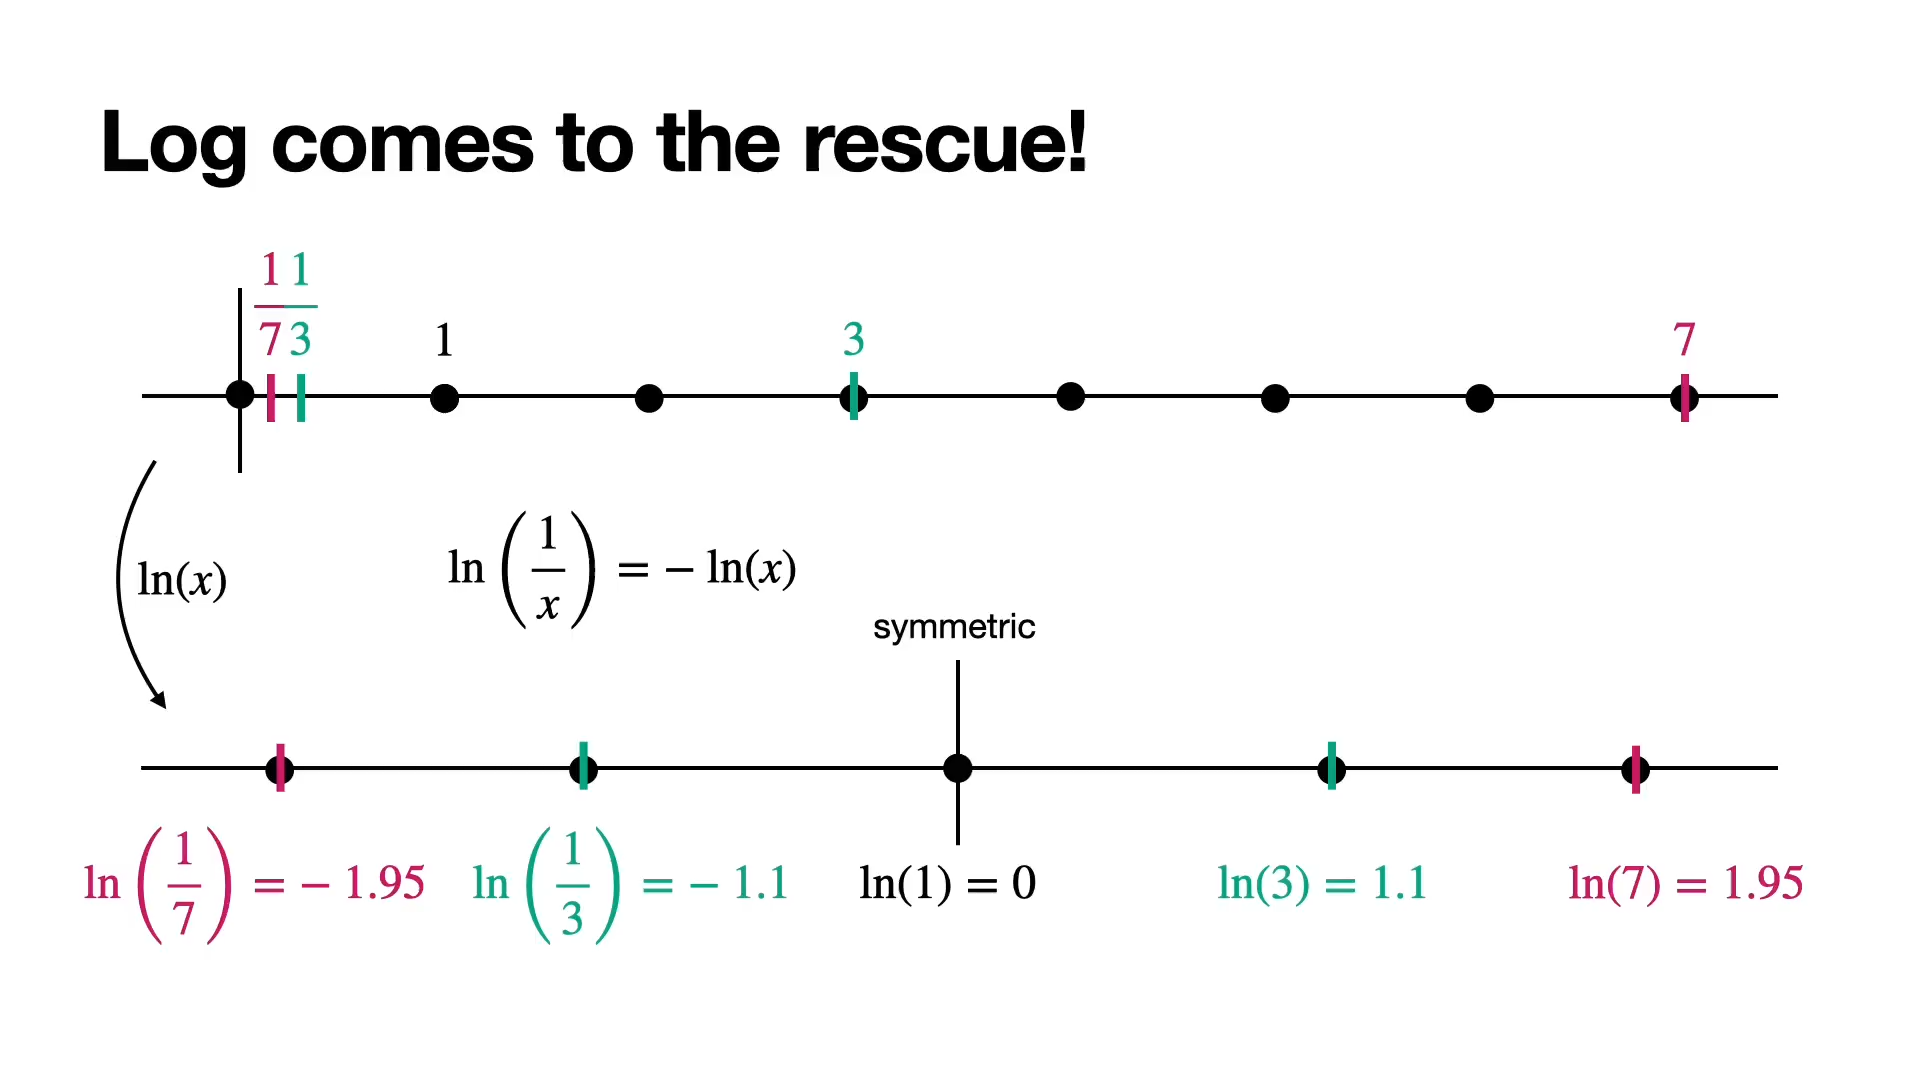 Log comes to the rescue!
1/7 1/3 1 3 7
ln(x)
ln(1/x) = − ln(x)
symmetric
ln(1/7) = − 1.95 ln(1/3) = − 1.1 ln(1) = 0 ln(3) = 1.1 ln(7) = 1.95